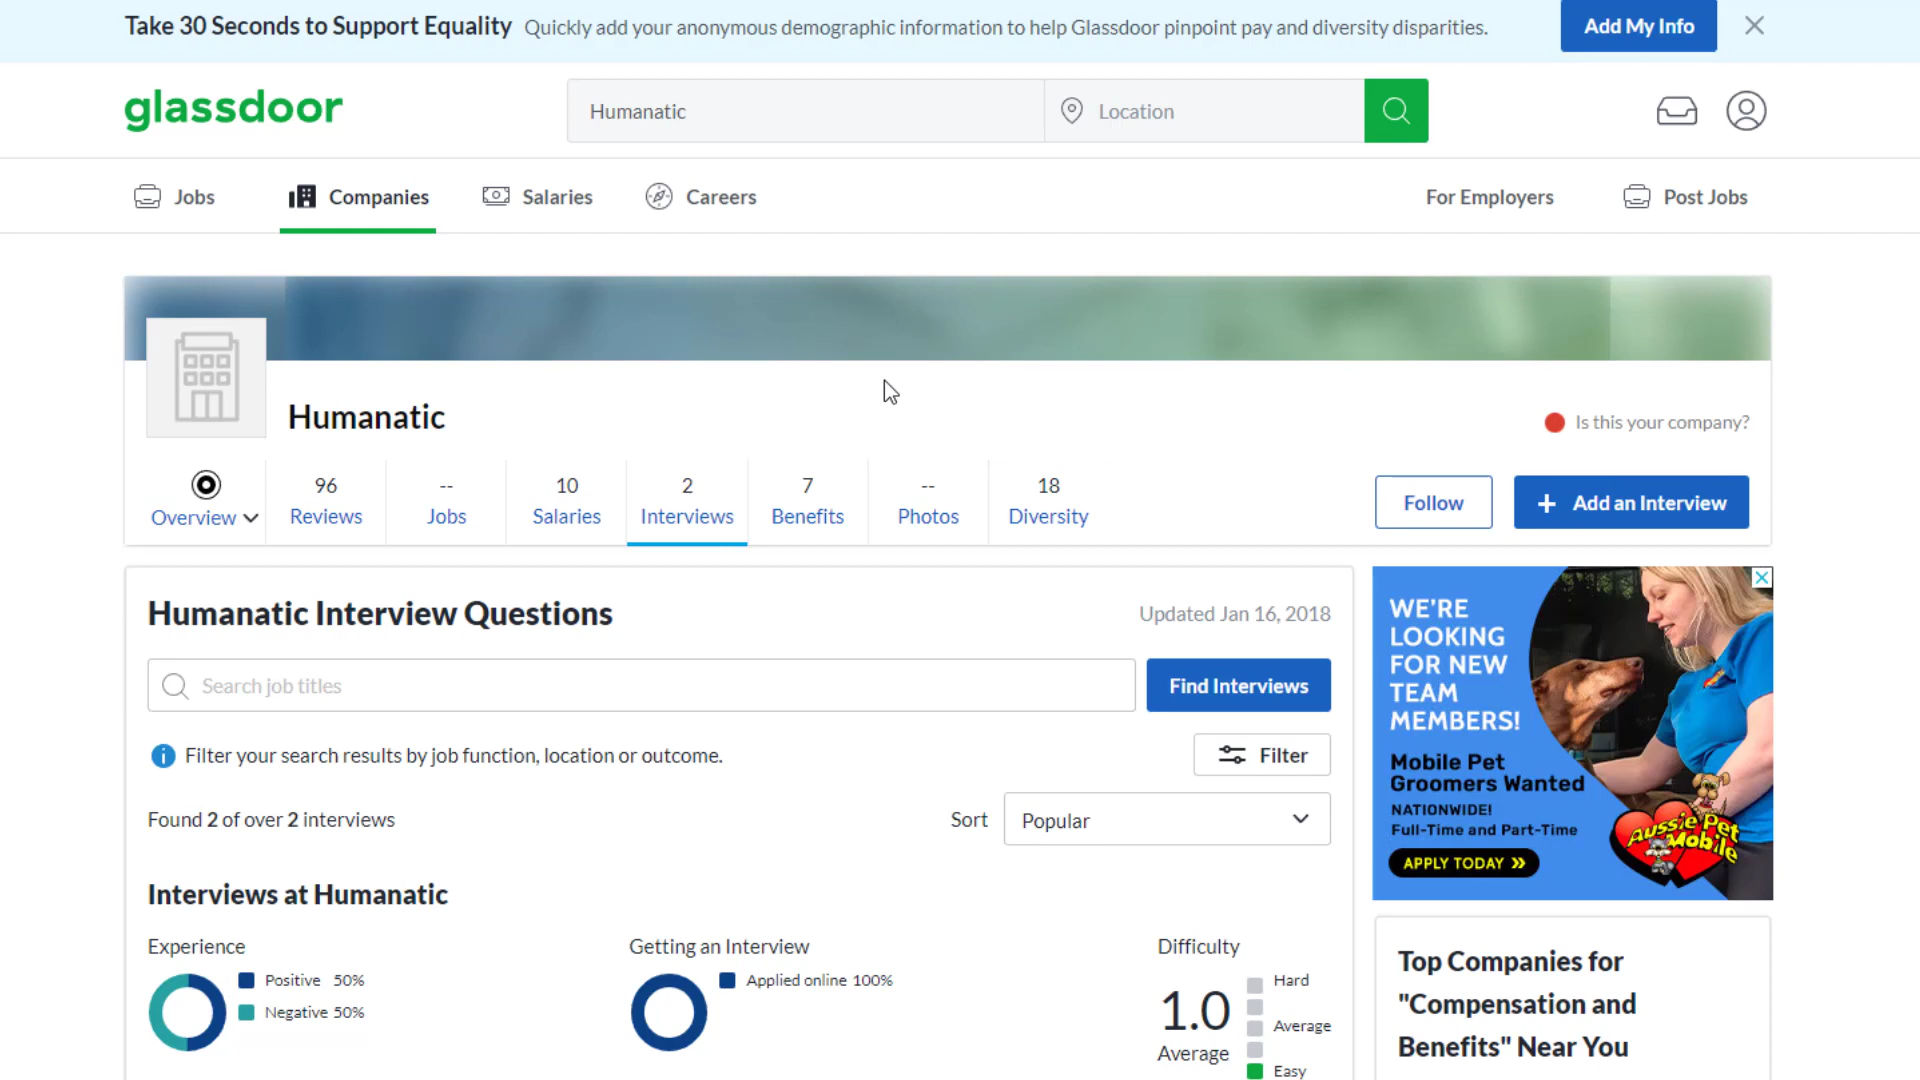 Take 30 Seconds to Support Equality Quickly add your anonymous demographic information to help Glassdoor pinpoint pay and diversity disparities. Add My Info
glassdoor Humanatic Location
Jobs Companies Salaries Careers For Employers Post Jobs
Humanatic
Is this your company?
96 -- 10 2 7 -- 18
Overview Reviews Jobs Salaries Interviews Benefits Photos Diversity
Follow + Add an Interview
Humanatic Interview Questions Updated Jan 16, 2018
Search job titles Find Interviews
Filter your search results by job function, location or outcome. Filter
Found 2 of over 2 interviews Sort Popular
Interviews at Humanatic
Experience Getting an Interview Difficulty
Positive 50% Applied online 100% Hard
Negative 50% 1.0 Average
Average
Easy
WE'RE
LOOKING
FOR NEW
TEAM
MEMBERS!
Mobile Pet
Groomers Wanted
NATIONWIDE!
Full-Time and Part-Time
APPLY TODAY »
Aussie Pet
Mobile
Top Companies for
"Compensation and
Benefits" Near You